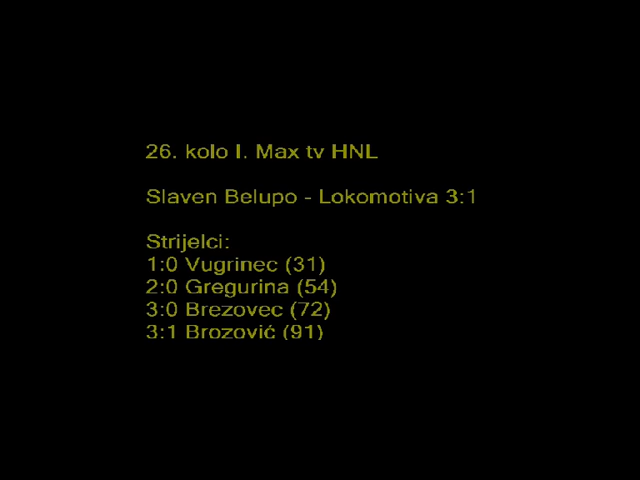 26. kolo I. Max tv HNL
Slaven Belupo - Lokomotiva 3:1
Strijelci:
1:0 Vugrinec (31)
2:0 Gregurina (54)
3:0 Brezovec (72)
3:1 Brozović (91)